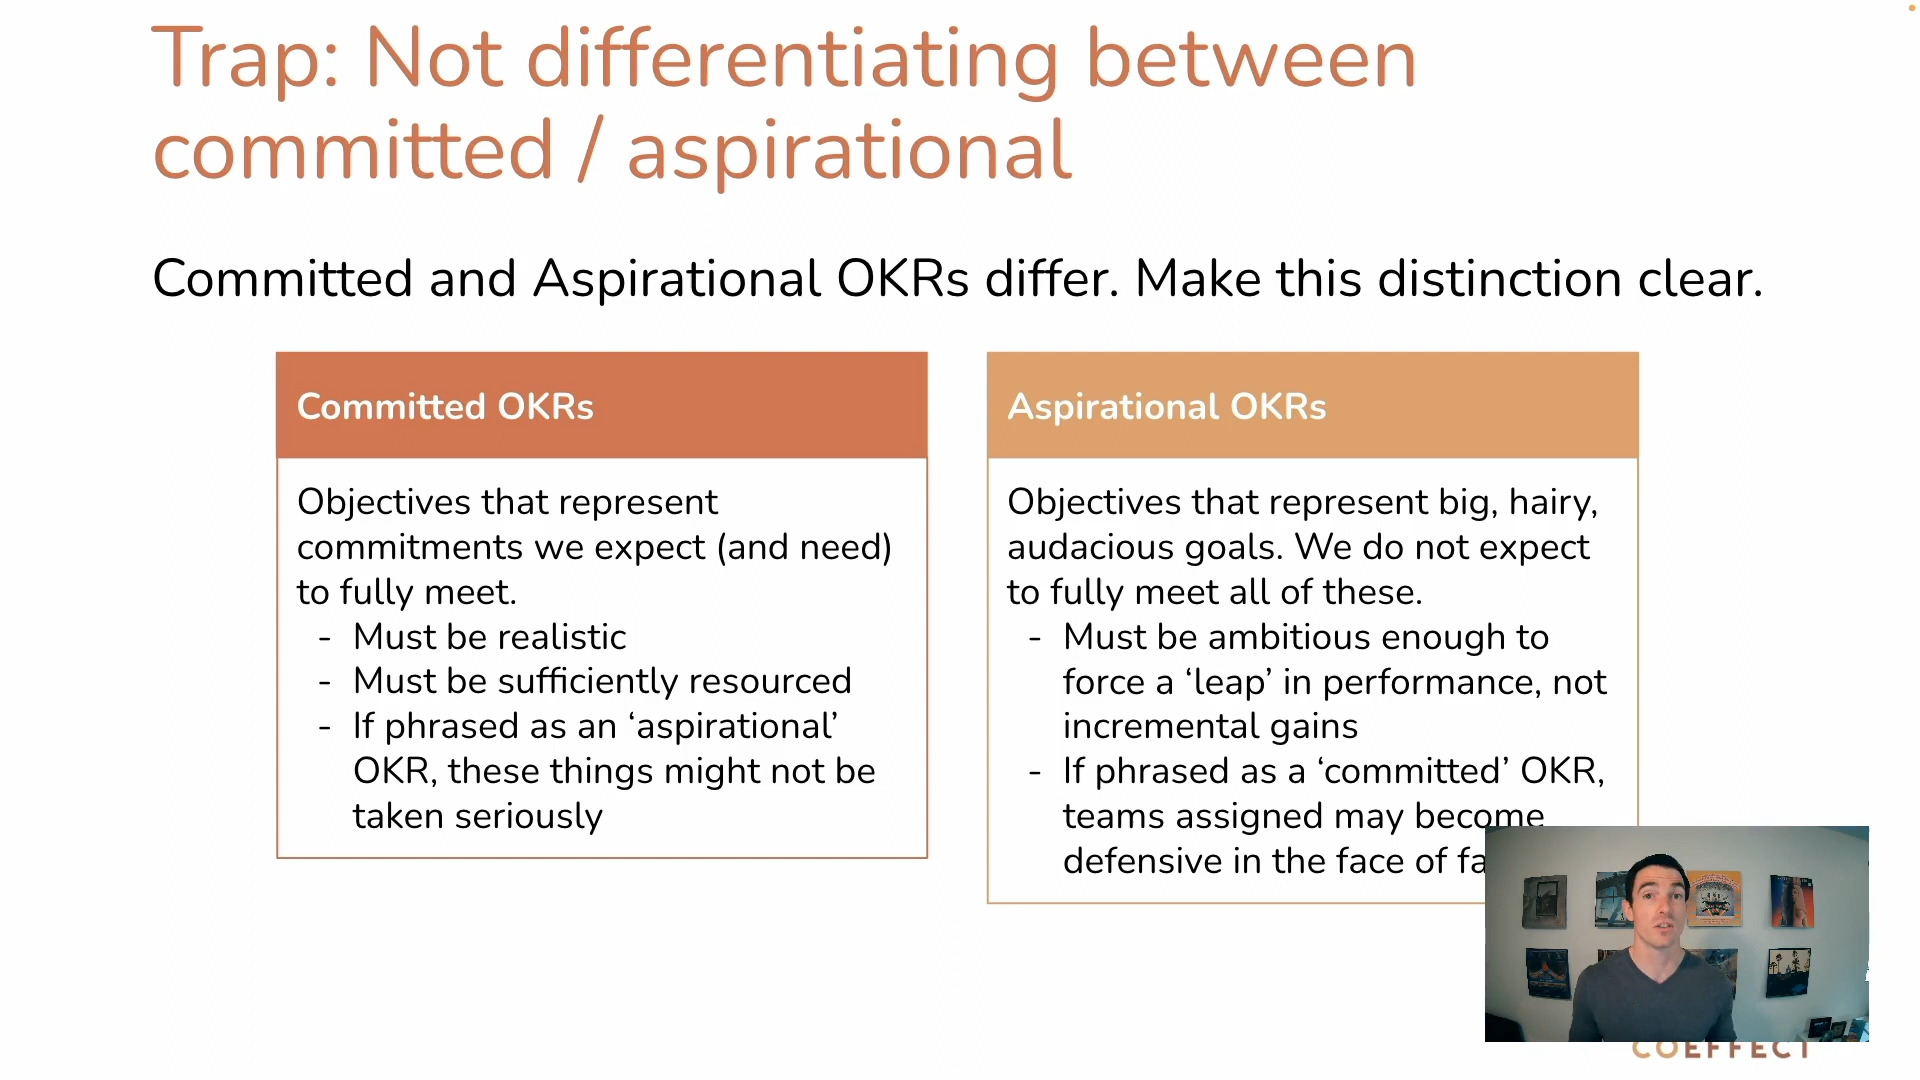 Trap: Not differentiating between
committed / aspirational
Committed and Aspirational OKRs differ. Make this distinction clear.
Committed OKRs
Objectives that represent
commitments we expect (and need)
to fully meet.
- Must be realistic
- Must be sufficiently resourced
- If phrased as an ‘aspirational’
OKR, these things might not be
taken seriously
Aspirational OKRs
Objectives that represent big, hairy,
audacious goals. We do not expect
to fully meet all of these.
- Must be ambitious enough to
force a ‘leap’ in performance, not
incremental gains
- If phrased as a ‘committed’ OKR,
teams assigned may become
defensive in the face of
COEFFECT